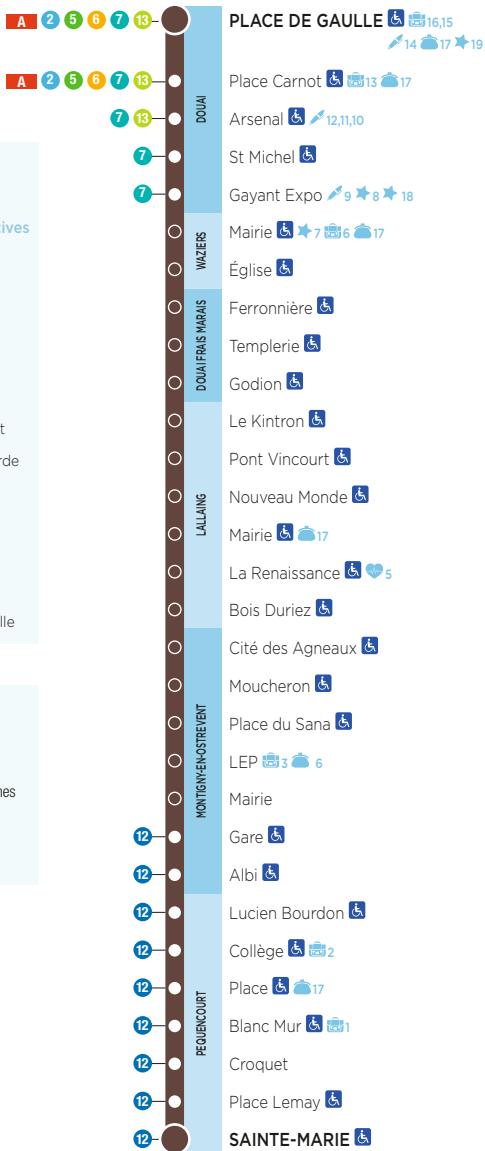 A 2 5 6 7 13 PLACE DE GAULLE 16,15
14 17 19
A 2 5 6 7 13 Place Carnot 13 17
7 13 Arsenal 12,11,10
7 St Michel
7 Gayant Expo 9 8 18
DOUAI
Mairie 7 6 17
Église
WAZIERS
Ferronnière
Templerie
Godion
DOUAI FRAIS MARAIS
Le Kintron
Pont Vincourt
Nouveau Monde
Mairie 17
La Renaissance 5
Bois Duriez
LALLAING
Cité des Agneaux
Moucheron
Place du Sana
LEP 3 6
Mairie
12 Gare
12 Albi
MONTIGNY-EN-OSTREVENT
12 Lucien Bourdon
12 Collège 2
12 Place 17
12 Blanc Mur 1
12 Croquet
12 Place Lemay
12 SAINTE-MARIE
PEQUENCOURT